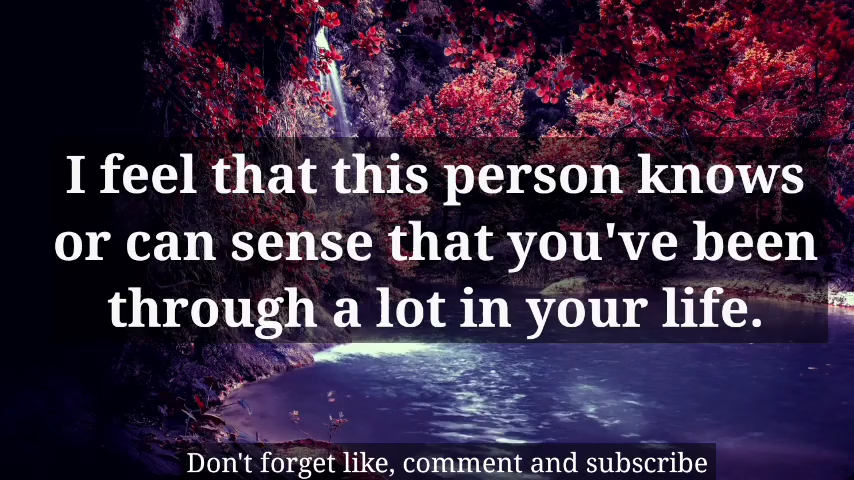 I feel that this person knows
or can sense that you've been
through a lot in your life.
Don't forget like, comment and subscribe